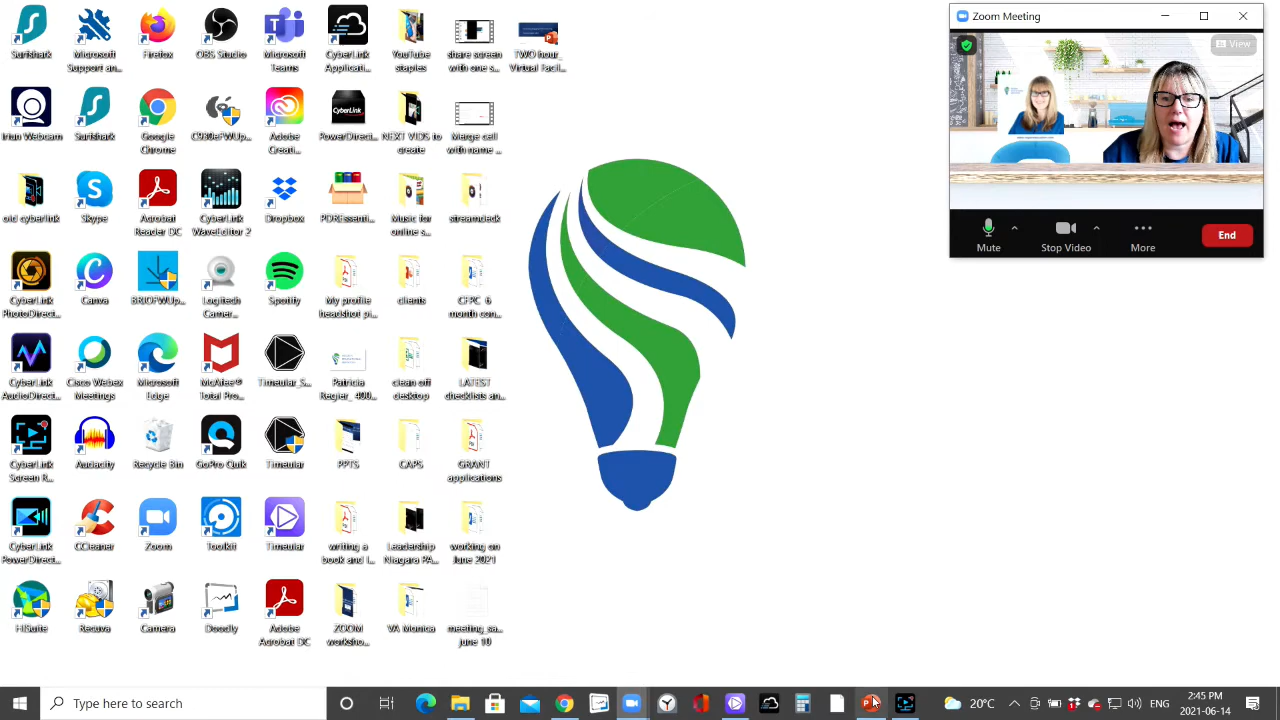 Surfshark
Microsoft
Support an...
Firefox
OBS Studio
Microsoft
Teams
CyberLink
Applicati...
YouTube
staples
share screen
with one s...
TWO hour_
Virtual Facil...
Iriun Webcam
Surfshark
Google
Chrome
C930eFWUp...
Adobe
Creati...
CyberLink
PowerDirect...
NEXT VIDS to
create
Merge cell
with name ...
old cyberlink
Skype
Acrobat
Reader DC
CyberLink
WaveEditor 2
Dropbox
PDREssenti...
Music for
online s...
streamdeck
CyberLink
PhotoDirect...
Canva
BRIOFWUp...
Logitech
Camer...
Spotify
My profile
headshot pi...
clients
CFPC 6
month con...
CyberLink
AudioDirect...
Cisco Webex
Meetings
Microsoft
Edge
McAfee®
Total Pro...
Timeular_S...
Patricia
Regier_ 400...
clean off
desktop
LATEST
checklists an...
CyberLink
Screen R...
Audacity
Recycle Bin
GoPro Quik
Timeular
PPTS
CAPS
GRANT
applications
CyberLink
PowerDirect...
CCleaner
Zoom
Toolkit
Timeular
writing a
book and l...
Leadership
Niagara PA...
working on
June 2021
HiSuite
Recuva
Camera
Doodly
Adobe
Acrobat DC
ZOOM
worksho...
VA Monica
meeting_sa...
june 10
Zoom Meeting
View
Mute
Stop Video
More
End
Type here to search
20°C
ENG
2:45 PM
2021-06-14